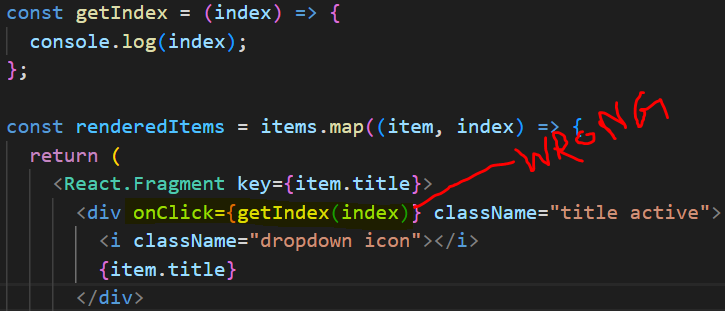 const getIndex = (index) => {
  console.log(index);
};
const renderedItems = items.map((item, index) => {
  return (
    <React.Fragment key={item.title}>
      <div onClick={getIndex(index)} className="title active">
        <i className="dropdown icon"></i>
        {item.title}
      </div>
WRONG